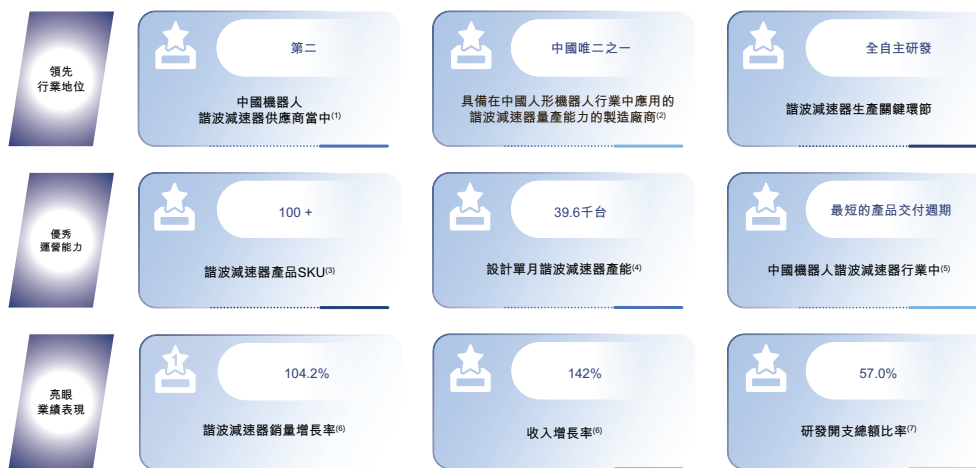 領先
行業地位
第二
中國機器人
諧波減速器供應商當中(1)
中國唯二之一
具備在中國人形機器人行業中應用的
諧波減速器量產能力的製造廠商(2)
全自主研發
諧波減速器生產關鍵環節
優秀
運營能力
100 +
諧波減速器產品SKU(3)
39.6千台
設計單月諧波減速器產能(4)
最短的產品交付週期
中國機器人諧波減速器行業中(5)
亮眼
業績表現
1
104.2%
諧波減速器銷量增長率(6)
142%
收入增長率(6)
57.0%
研發開支總額比率(7)